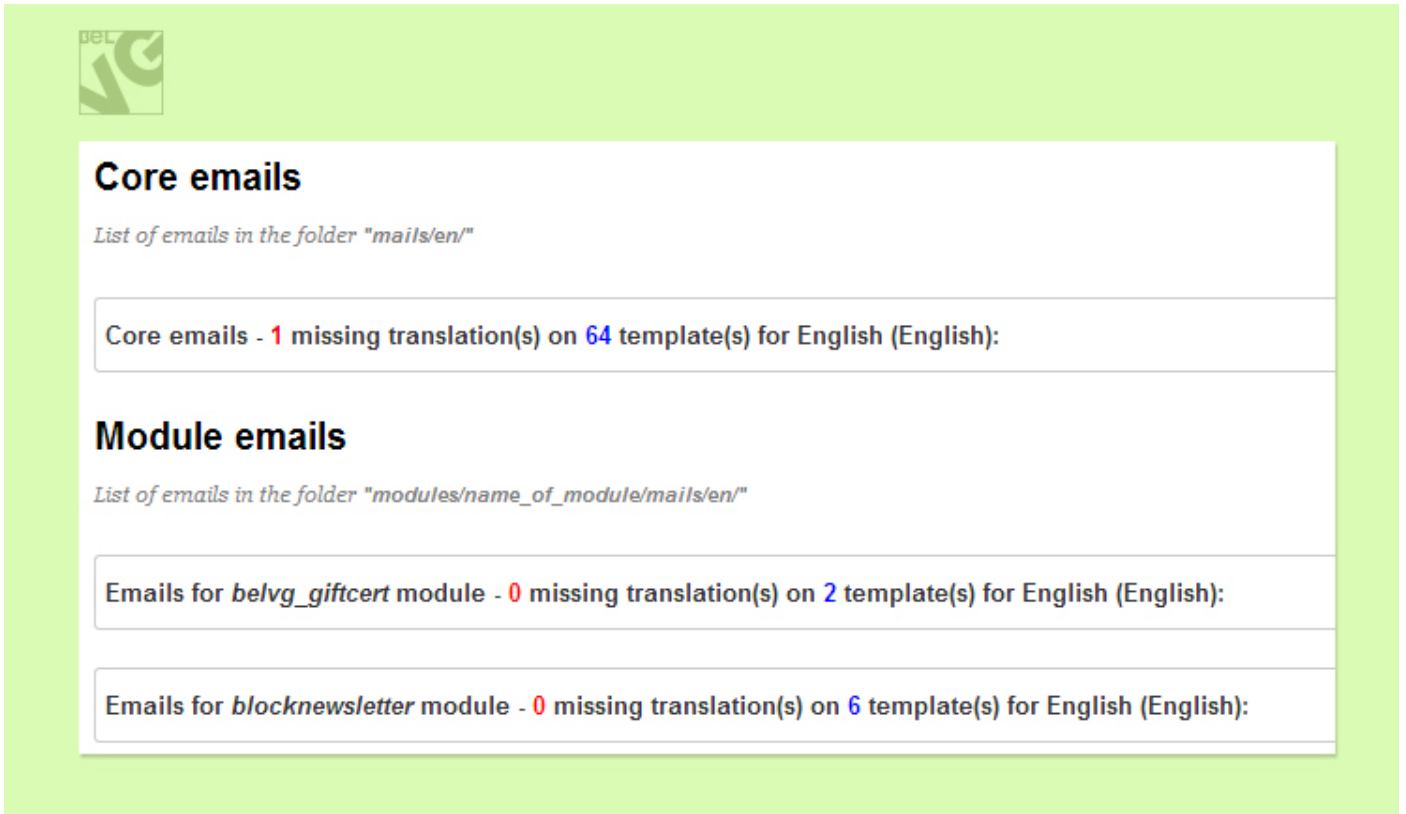 BEL
VG
Core emails
List of emails in the folder "mails/en/"
Core emails - 1 missing translation(s) on 64 template(s) for English (English):
Module emails
List of emails in the folder "modules/name_of_module/mails/en/"
Emails for belvg_giftcert module - 0 missing translation(s) on 2 template(s) for English (English):
Emails for blocknewsletter module - 0 missing translation(s) on 6 template(s) for English (English):